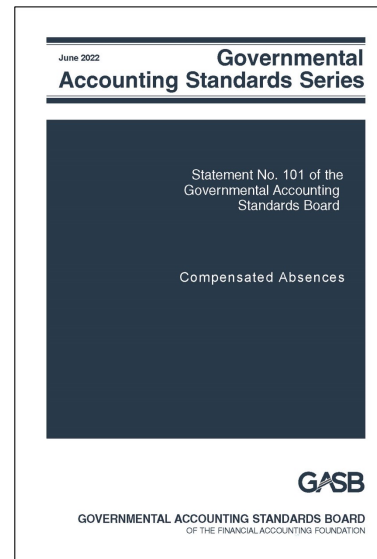 June 2022
Governmental
Accounting Standards Series
Statement No. 101 of the
Governmental Accounting
Standards Board
Compensated Absences
GASB
GOVERNMENTAL ACCOUNTING STANDARDS BOARD
OF THE FINANCIAL ACCOUNTING FOUNDATION